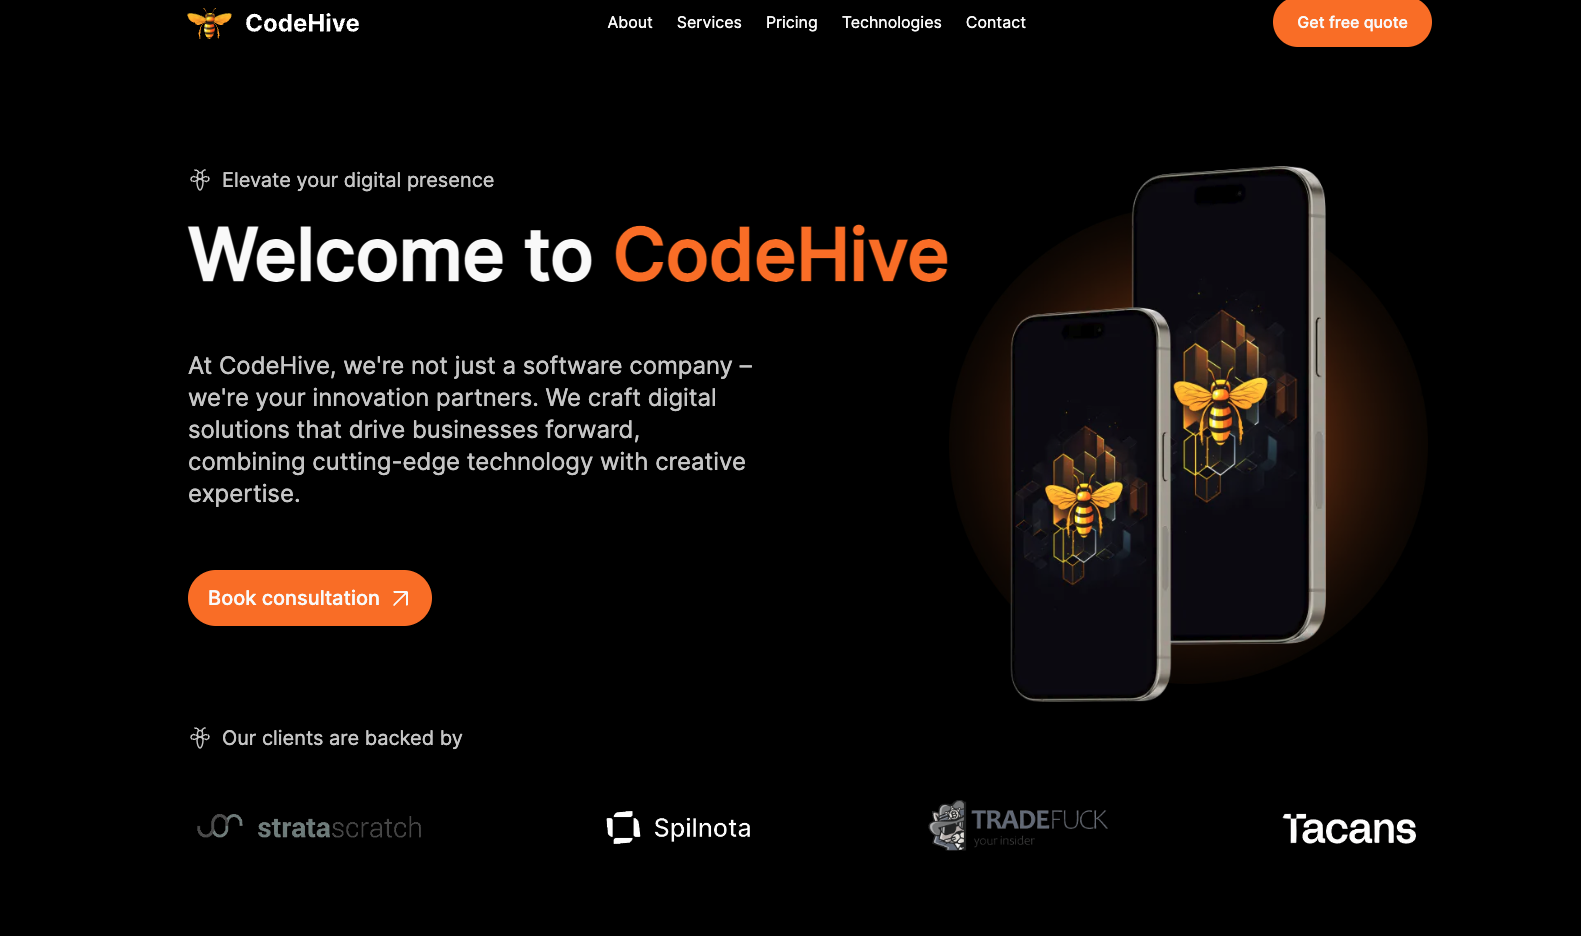 CodeHive
About
Services
Pricing
Technologies
Contact
Get free quote
Elevate your digital presence
Welcome to CodeHive
At CodeHive, we're not just a software company –
we're your innovation partners. We craft digital
solutions that drive businesses forward,
combining cutting-edge technology with creative
expertise.
Book consultation
Our clients are backed by
stratascratch
Spilnota
TRADEFUCK
your insider
Tacans